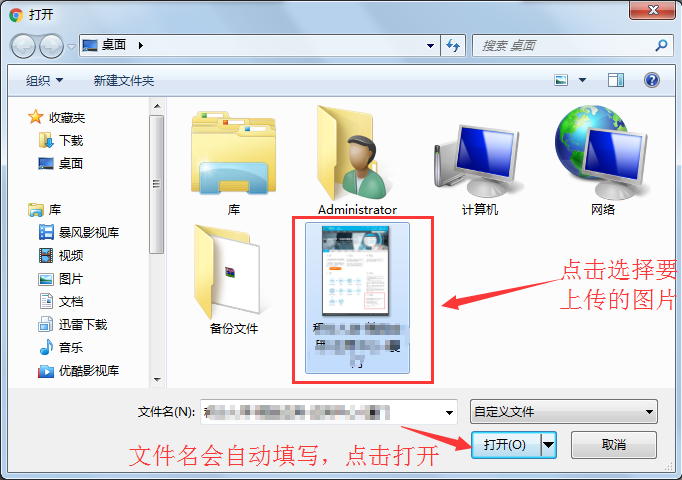 打开
桌面
搜索 桌面
组织
新建文件夹
收藏夹
下载
桌面
库
暴风影视库
视频
图片
文档
迅雷下载
音乐
优酷影视库
库
Administrator
计算机
网络
备份文件
点击选择要
上传的图片
文件名(N):
自定义文件
文件名会自动填写，点击打开
打开(O)
取消